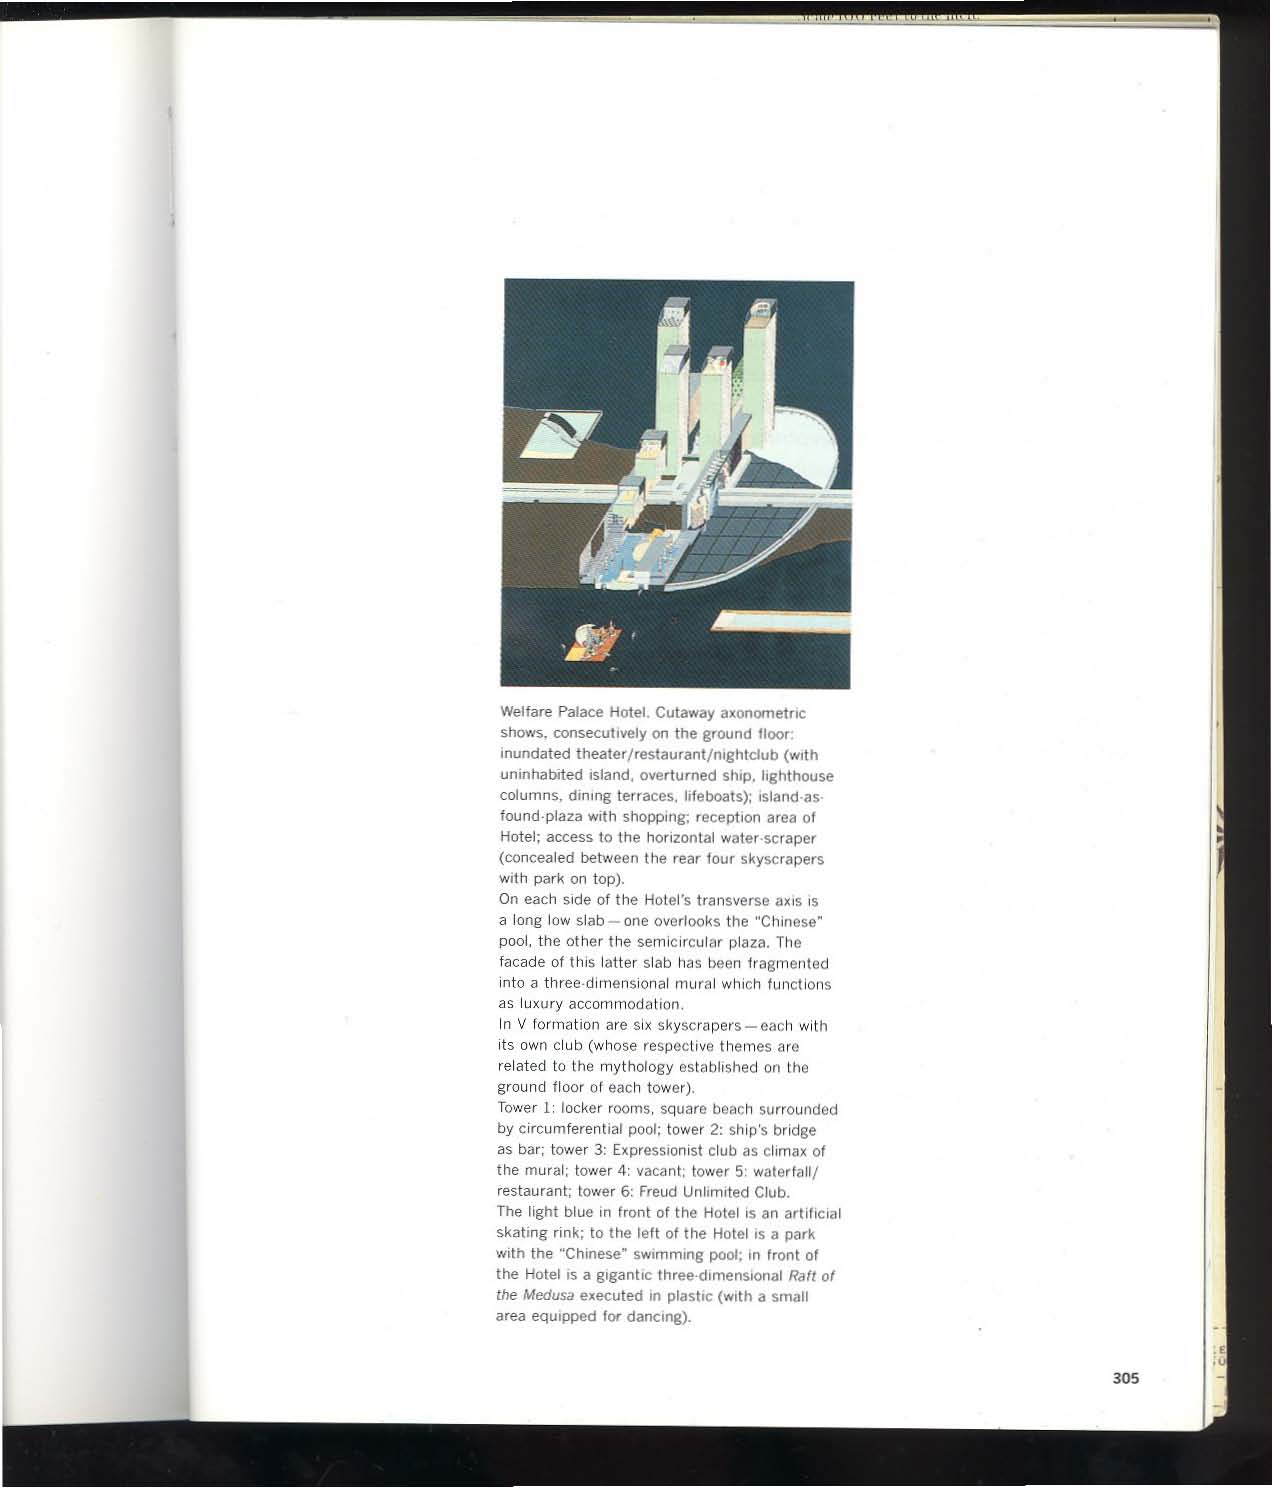 Scale 100 Feet to the Inch.
Welfare Palace Hotel. Cutaway axonometric
shows, consecutively on the ground floor:
inundated theater/restaurant/nightclub (with
uninhabited island, overturned ship, lighthouse
columns, dining terraces, lifeboats); island-as-
found-plaza with shopping; reception area of
Hotel; access to the horizontal water-scraper
(concealed between the rear four skyscrapers
with park on top).
On each side of the Hotel's transverse axis is
a long low slab — one overlooks the "Chinese"
pool, the other the semicircular plaza. The
facade of this latter slab has been fragmented
into a three-dimensional mural which functions
as luxury accommodation.
In V formation are six skyscrapers — each with
its own club (whose respective themes are
related to the mythology established on the
ground floor of each tower).
Tower 1: locker rooms, square beach surrounded
by circumferential pool; tower 2: ship's bridge
as bar; tower 3: Expressionist club as climax of
the mural; tower 4: vacant; tower 5: waterfall/
restaurant; tower 6: Freud Unlimited Club.
The light blue in front of the Hotel is an artificial
skating rink; to the left of the Hotel is a park
with the "Chinese" swimming pool; in front of
the Hotel is a gigantic three-dimensional Raft of
the Medusa executed in plastic (with a small
area equipped for dancing).
305